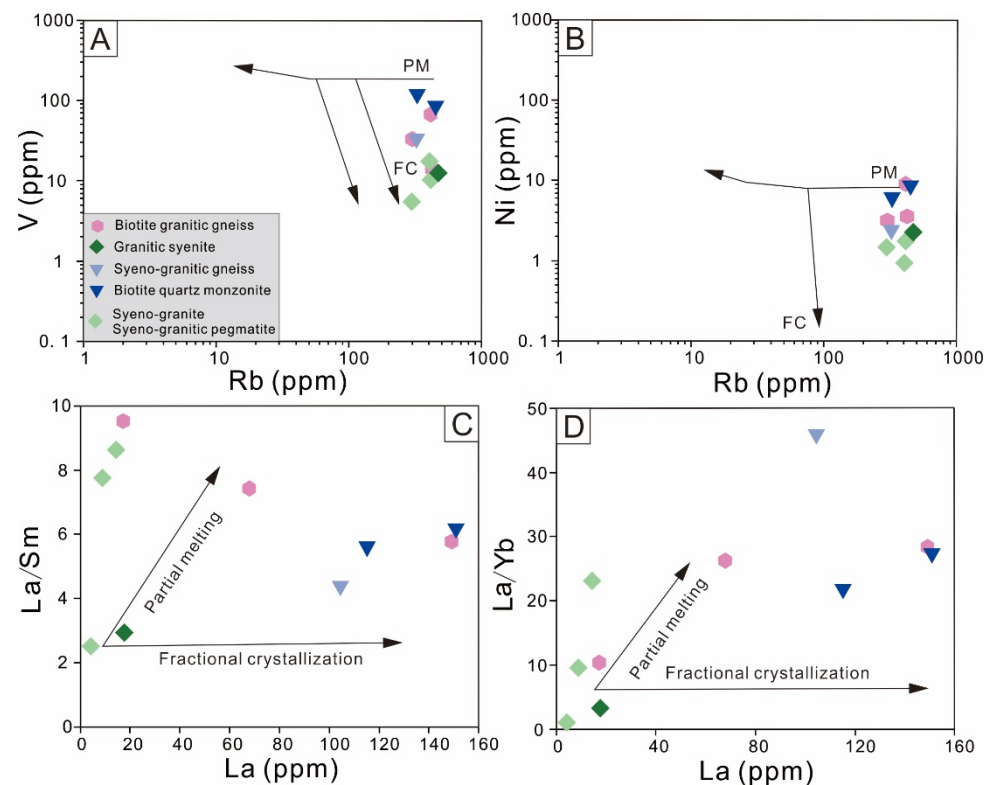 A
1000
100
10
1
0. 1
V (ppm)
PM
FC
Biotite granitic gneiss
Granitic syenite
Syeno-granitic gneiss
Biotite quartz monzonite
Syeno-granite
Syeno-granitic pegmatite
1 10 100 1000
Rb (ppm)
B
1000
100
10
1
0. 1
Ni (ppm)
PM
FC
1 10 100 1000
Rb (ppm)
C
10
8
6
4
2
0
La/Sm
Partial melting
Fractional crystallization
0 20 40 60 80 100 120 140 160
La (ppm)
D
50
40
30
20
10
0
La/Yb
Partial melting
Fractional crystallization
40 80 120 160
La (ppm)